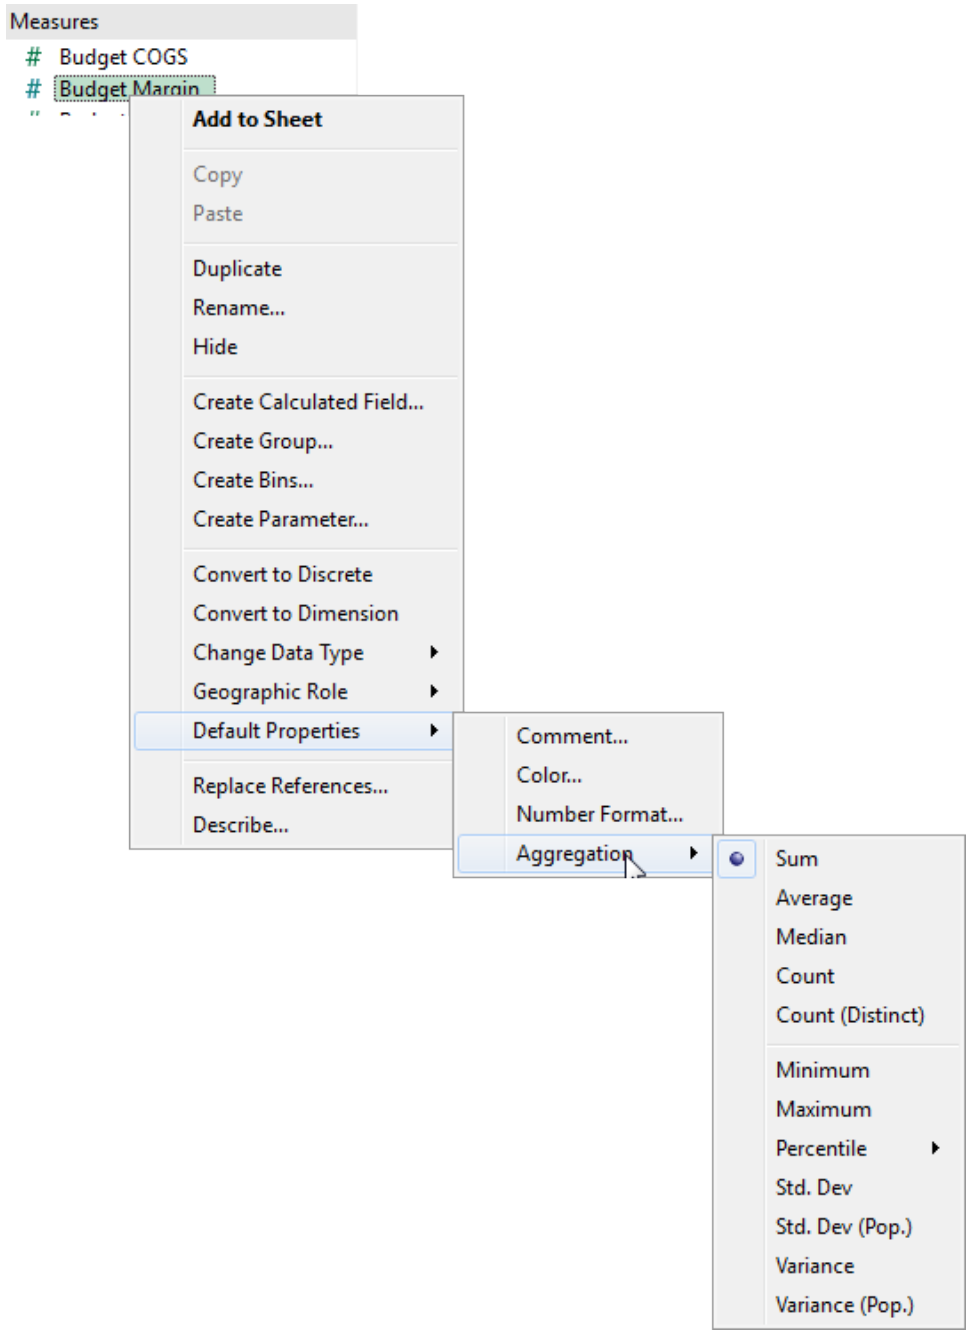 Measures
# Budget COGS
# Budget Margin
Add to Sheet
Copy
Paste
Duplicate
Rename...
Hide
Create Calculated Field...
Create Group...
Create Bins...
Create Parameter...
Convert to Discrete
Convert to Dimension
Change Data Type
Geographic Role
Default Properties
Replace References...
Describe...
Comment...
Color...
Number Format...
Aggregation
Sum
Average
Median
Count
Count (Distinct)
Minimum
Maximum
Percentile
Std. Dev
Std. Dev (Pop.)
Variance
Variance (Pop.)